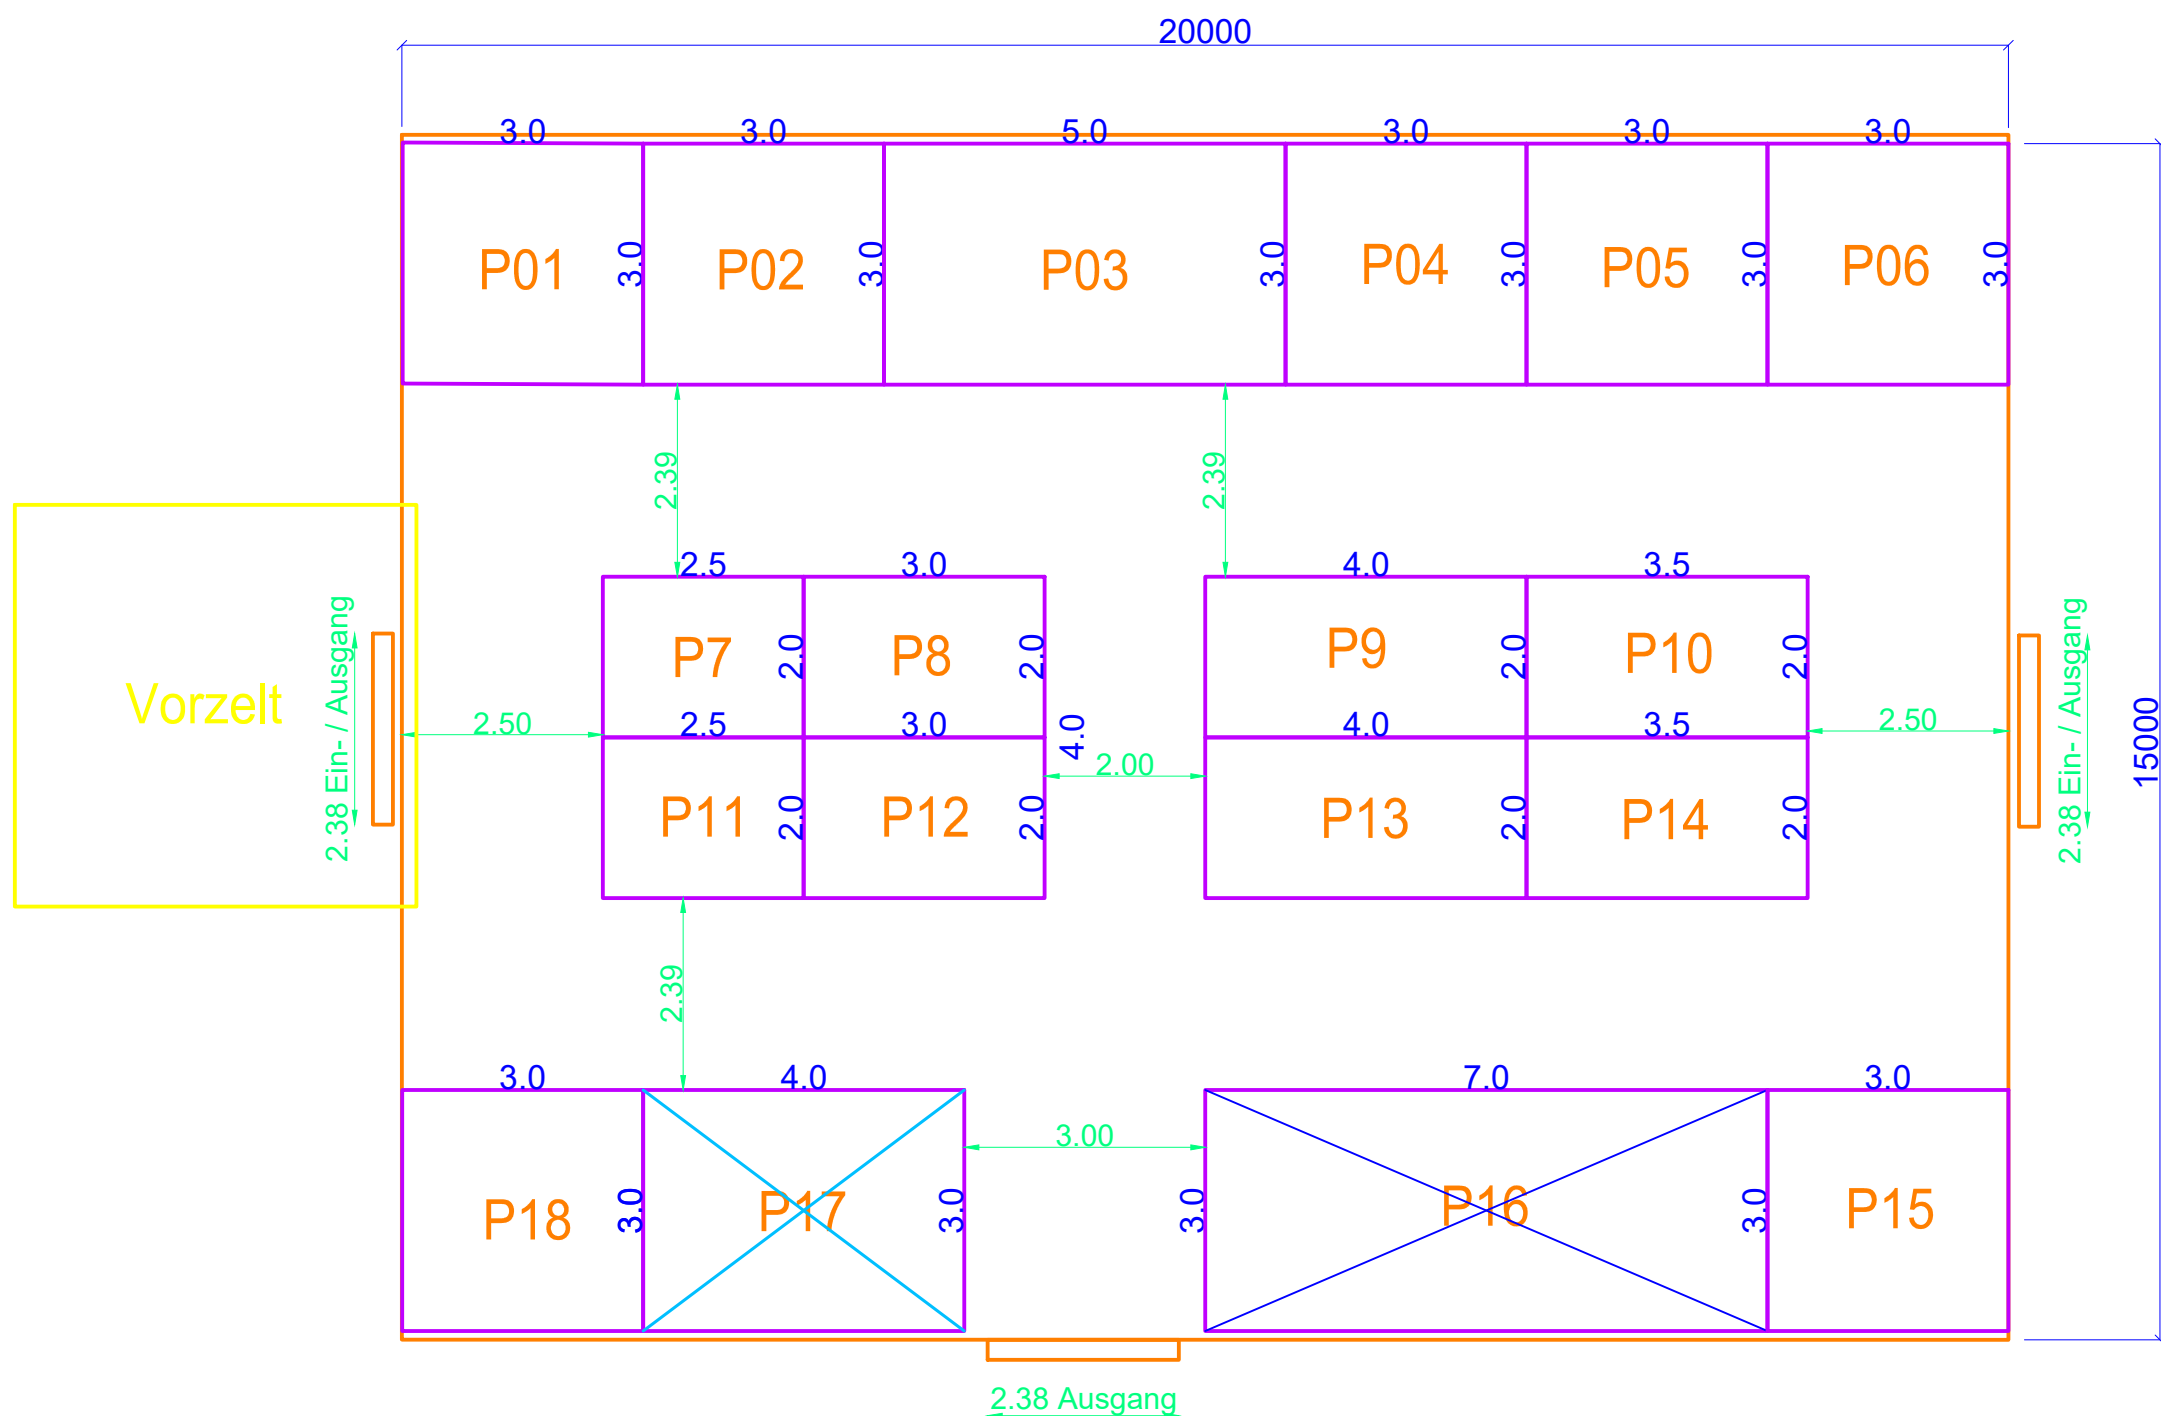 20000
3.0 3.0 5.0 3.0 3.0 3.0
P01 3.0 P02 3.0 P03 3.0 P04 3.0 P05 3.0 P06 3.0
2.39 2.39
2.5 3.0 4.0 3.5
P7 2.0 P8 2.0 P9 2.0 P10 2.0
Vorzelt
2.38 Ein- / Ausgang
2.50
2.5 3.0 4.0 4.0 3.5
2.50
2.38 Ein- / Ausgang
15000
2.00
P11 2.0 P12 2.0 P13 2.0 P14 2.0
2.39
3.0 4.0 7.0 3.0
3.00
P18 3.0 P17 3.0 3.0 P16 3.0 P15
2.38 Ausgang